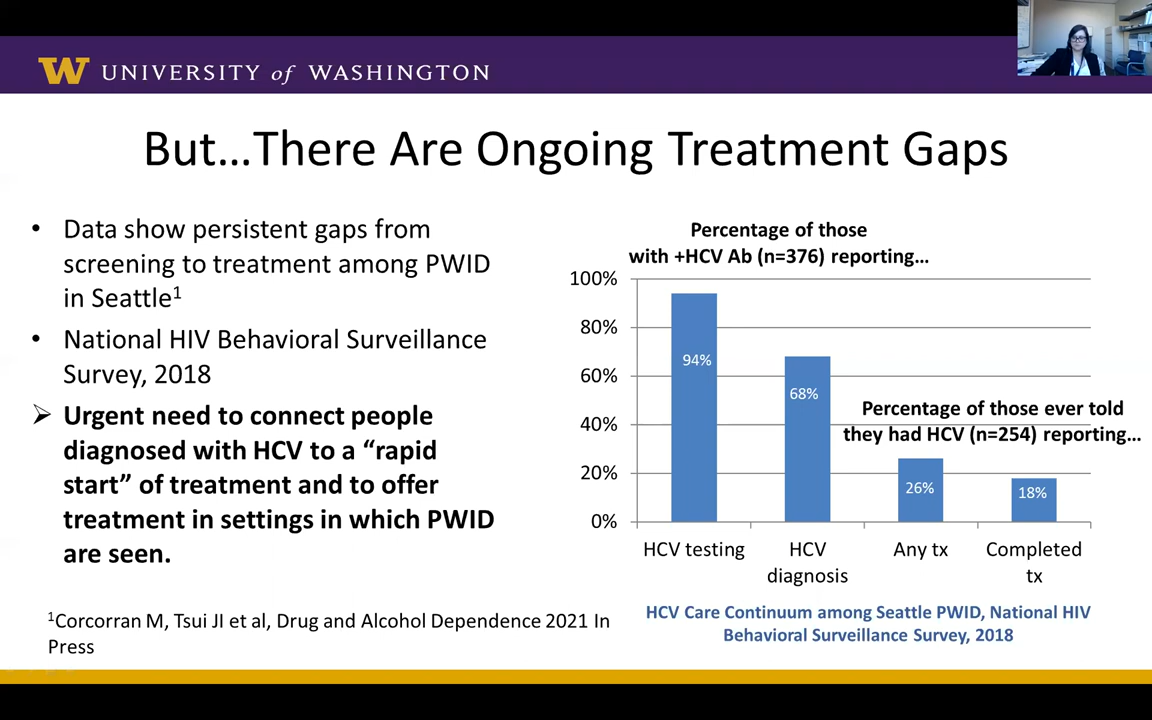 W UNIVERSITY of WASHINGTON
But…There Are Ongoing Treatment Gaps
• Data show persistent gaps from
screening to treatment among PWID
in Seattle1
• National HIV Behavioral Surveillance
Survey, 2018
➢ Urgent need to connect people
diagnosed with HCV to a “rapid
start” of treatment and to offer
treatment in settings in which PWID
are seen.
1Corcorran M, Tsui JI et al, Drug and Alcohol Dependence 2021 In
Press
Percentage of those
with +HCV Ab (n=376) reporting…
100%
80%
60%
40%
20%
0%
94%
68%
Percentage of those ever told
they had HCV (n=254) reporting…
26%
18%
HCV testing
HCV
diagnosis
Any tx
Completed
tx
HCV Care Continuum among Seattle PWID, National HIV
Behavioral Surveillance Survey, 2018